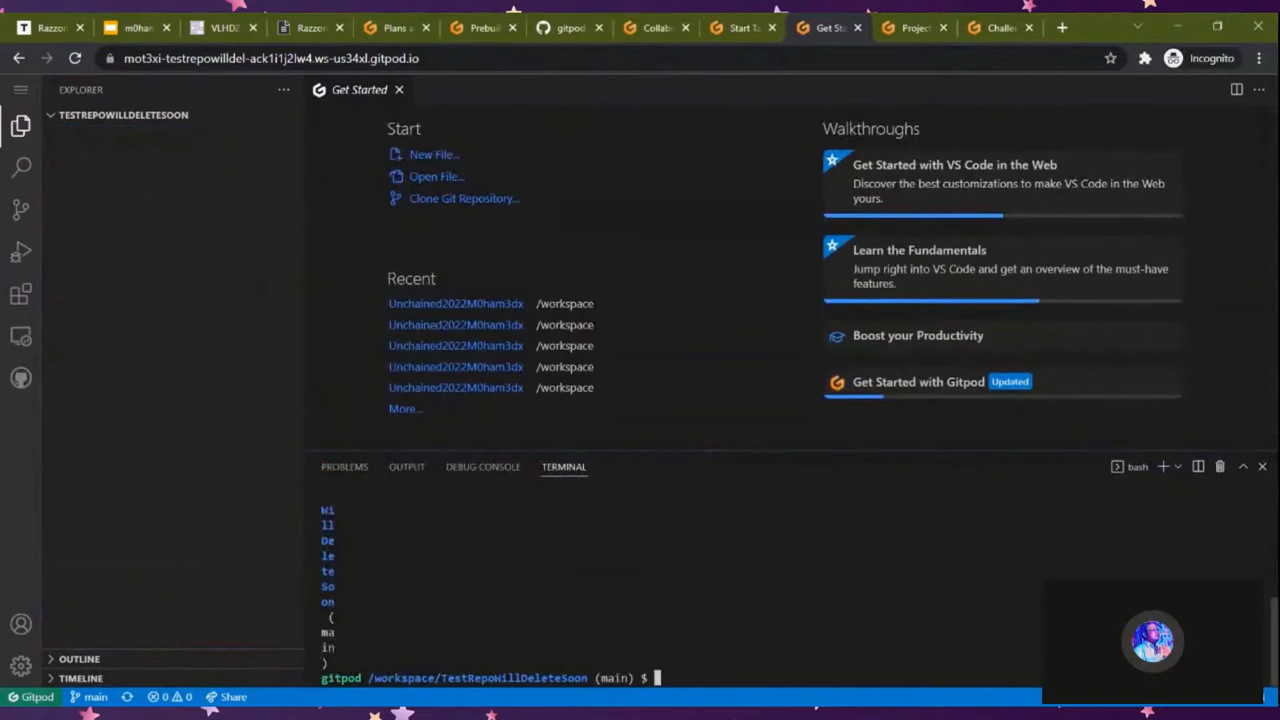 Razzor
m0han
VLHDZ
Razzor
Plans a
Prebui
gitpod
Collab
Start Ta
Get Sta
Project
Challe
mot3xi-testrepowilldel-ack1i1j2lw4.ws-us34xl.gitpod.io
Incognito
EXPLORER
TESTREPOWILLDELETESOON
Get Started
Start
New File...
Open File...
Clone Git Repository...
Recent
Unchained2022M0ham3dx /workspace
Unchained2022M0ham3dx /workspace
Unchained2022M0ham3dx /workspace
Unchained2022M0ham3dx /workspace
Unchained2022M0ham3dx /workspace
More...
Walkthroughs
Get Started with VS Code in the Web
Discover the best customizations to make VS Code in the Web
yours.
Learn the Fundamentals
Jump right into VS Code and get an overview of the must-have
features.
Boost your Productivity
Get Started with Gitpod Updated
PROBLEMS OUTPUT DEBUG CONSOLE TERMINAL
bash
Wi
ll
De
le
te
So
on
(
ma
in
)
gitpod /workspace/TestRepoWillDeleteSoon (main) $
OUTLINE
TIMELINE
Gitpod main 0 0 Share